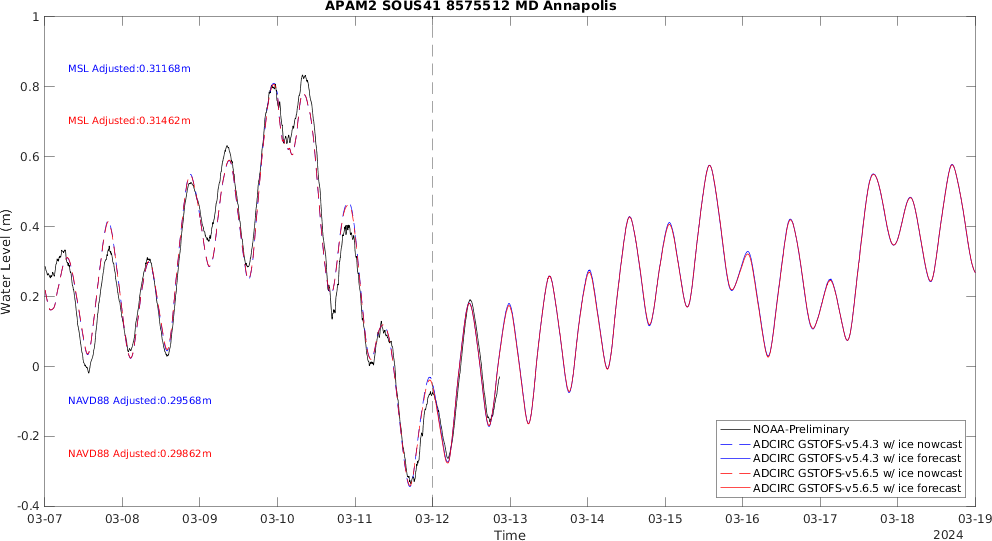 APAM2 SOUS41 8575512 MD Annapolis
1
0.8
0.6
0.4
0.2
0
-0.2
-0.4
Water Level (m)
MSL Adjusted:0.31168m
MSL Adjusted:0.31462m
NAVD88 Adjusted:0.29568m
NAVD88 Adjusted:0.29862m
NOAA-Preliminary
ADCIRC GSTOFS-v5.4.3 w/ ice nowcast
ADCIRC GSTOFS-v5.4.3 w/ ice forecast
ADCIRC GSTOFS-v5.6.5 w/ ice nowcast
ADCIRC GSTOFS-v5.6.5 w/ ice forecast
03-07 03-08 03-09 03-10 03-11 03-12 03-13 03-14 03-15 03-16 03-17 03-18 03-19
Time
2024